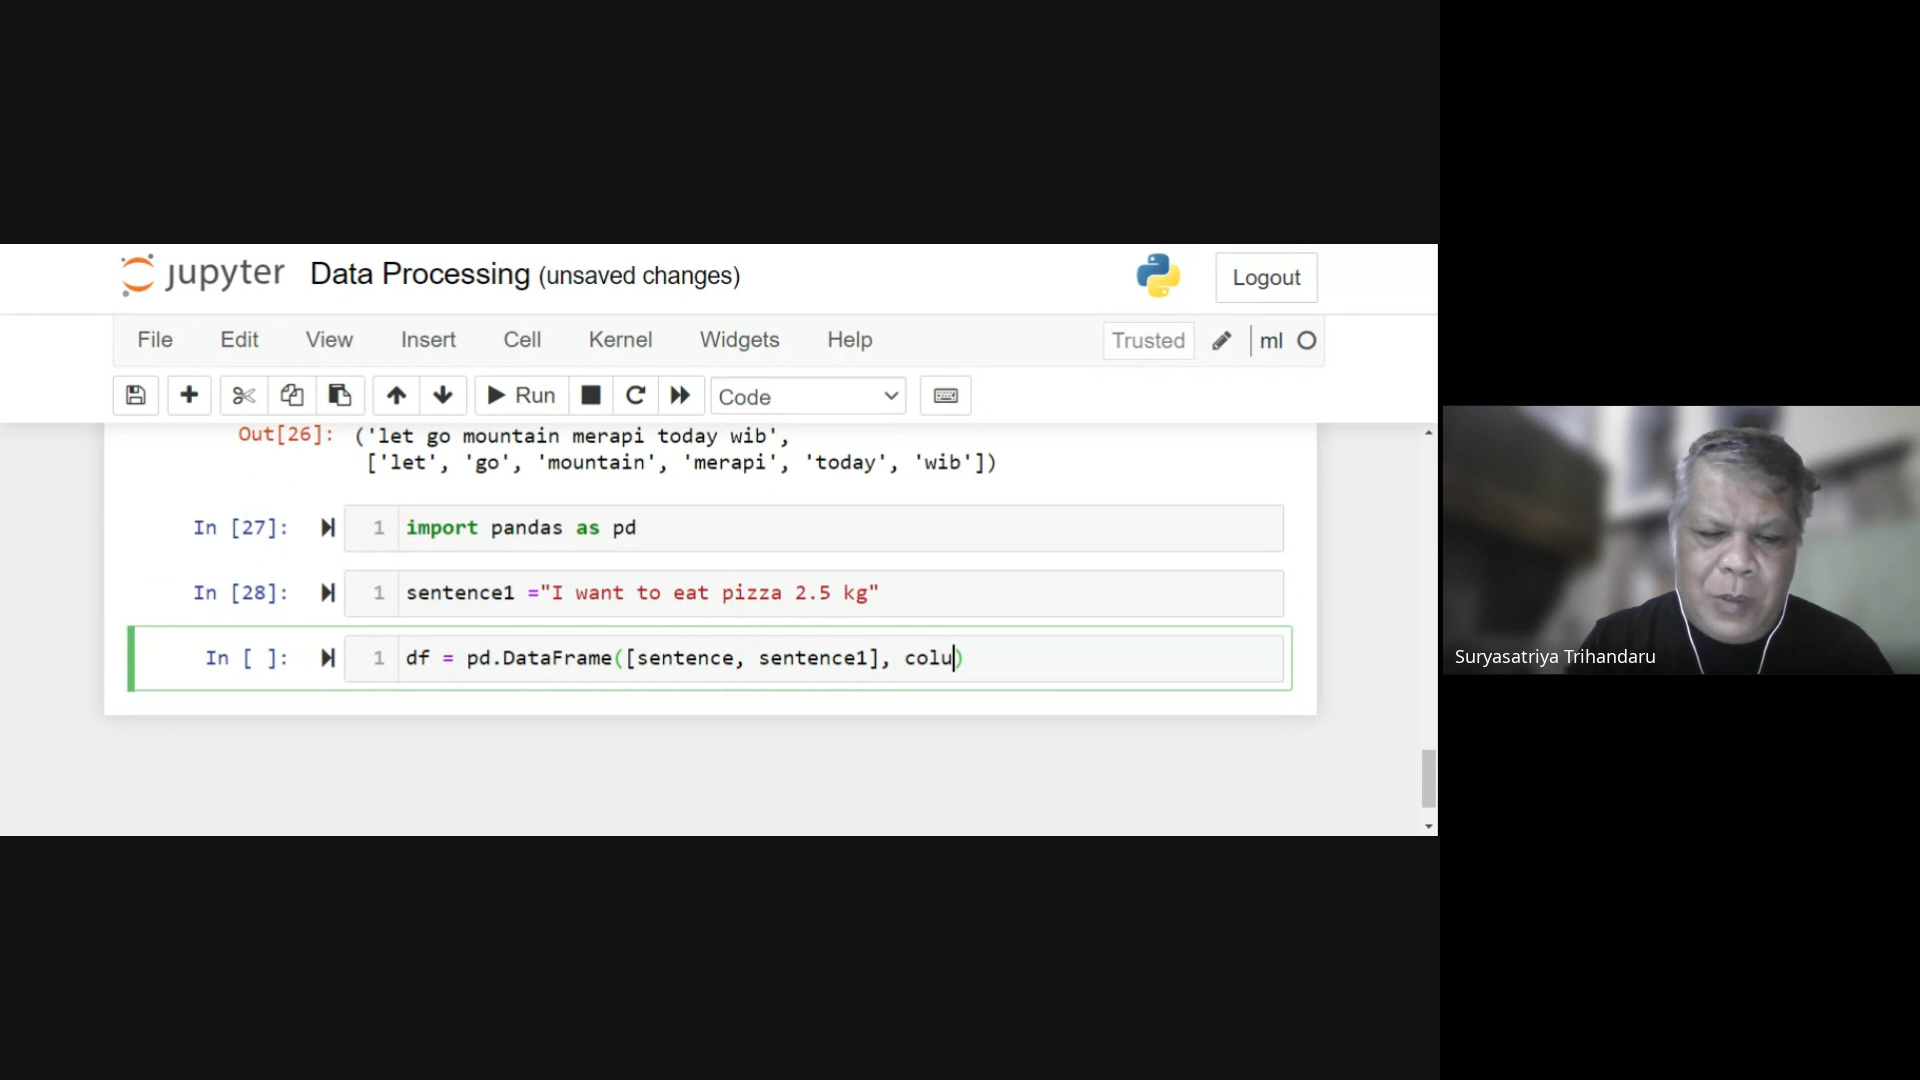 jupyter Data Processing (unsaved changes) Logout
File Edit View Insert Cell Kernel Widgets Help Trusted ml
Run Code
Out[26]: ('let go mountain merapi today wib',
['let', 'go', 'mountain', 'merapi', 'today', 'wib'])
In [27]: 1 import pandas as pd
In [28]: 1 sentence1 ="I want to eat pizza 2.5 kg"
In [ ]: 1 df = pd.DataFrame([sentence, sentence1], colu)
Suryasatriya Trihandaru